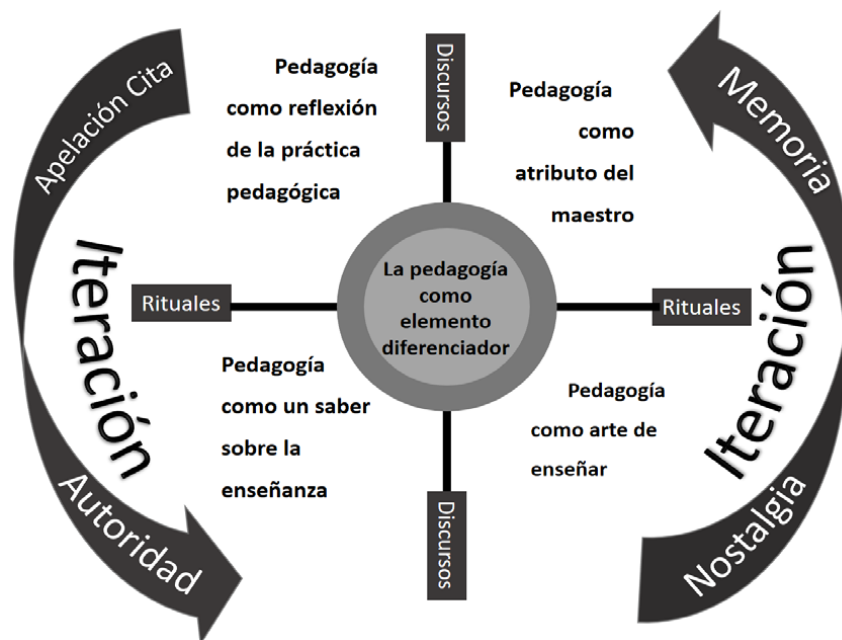 Apelación Cita
Iteración
Autoridad
Pedagogía
como reflexión
de la práctica
pedagógica
Discursos
Pedagogía
como
atributo del
maestro
Memoria
Iteración
Nostalgia
Rituales
La pedagogía
como
elemento
diferenciador
Rituales
Pedagogía
como un saber
sobre la
enseñanza
Discursos
Pedagogía
como arte de
enseñar